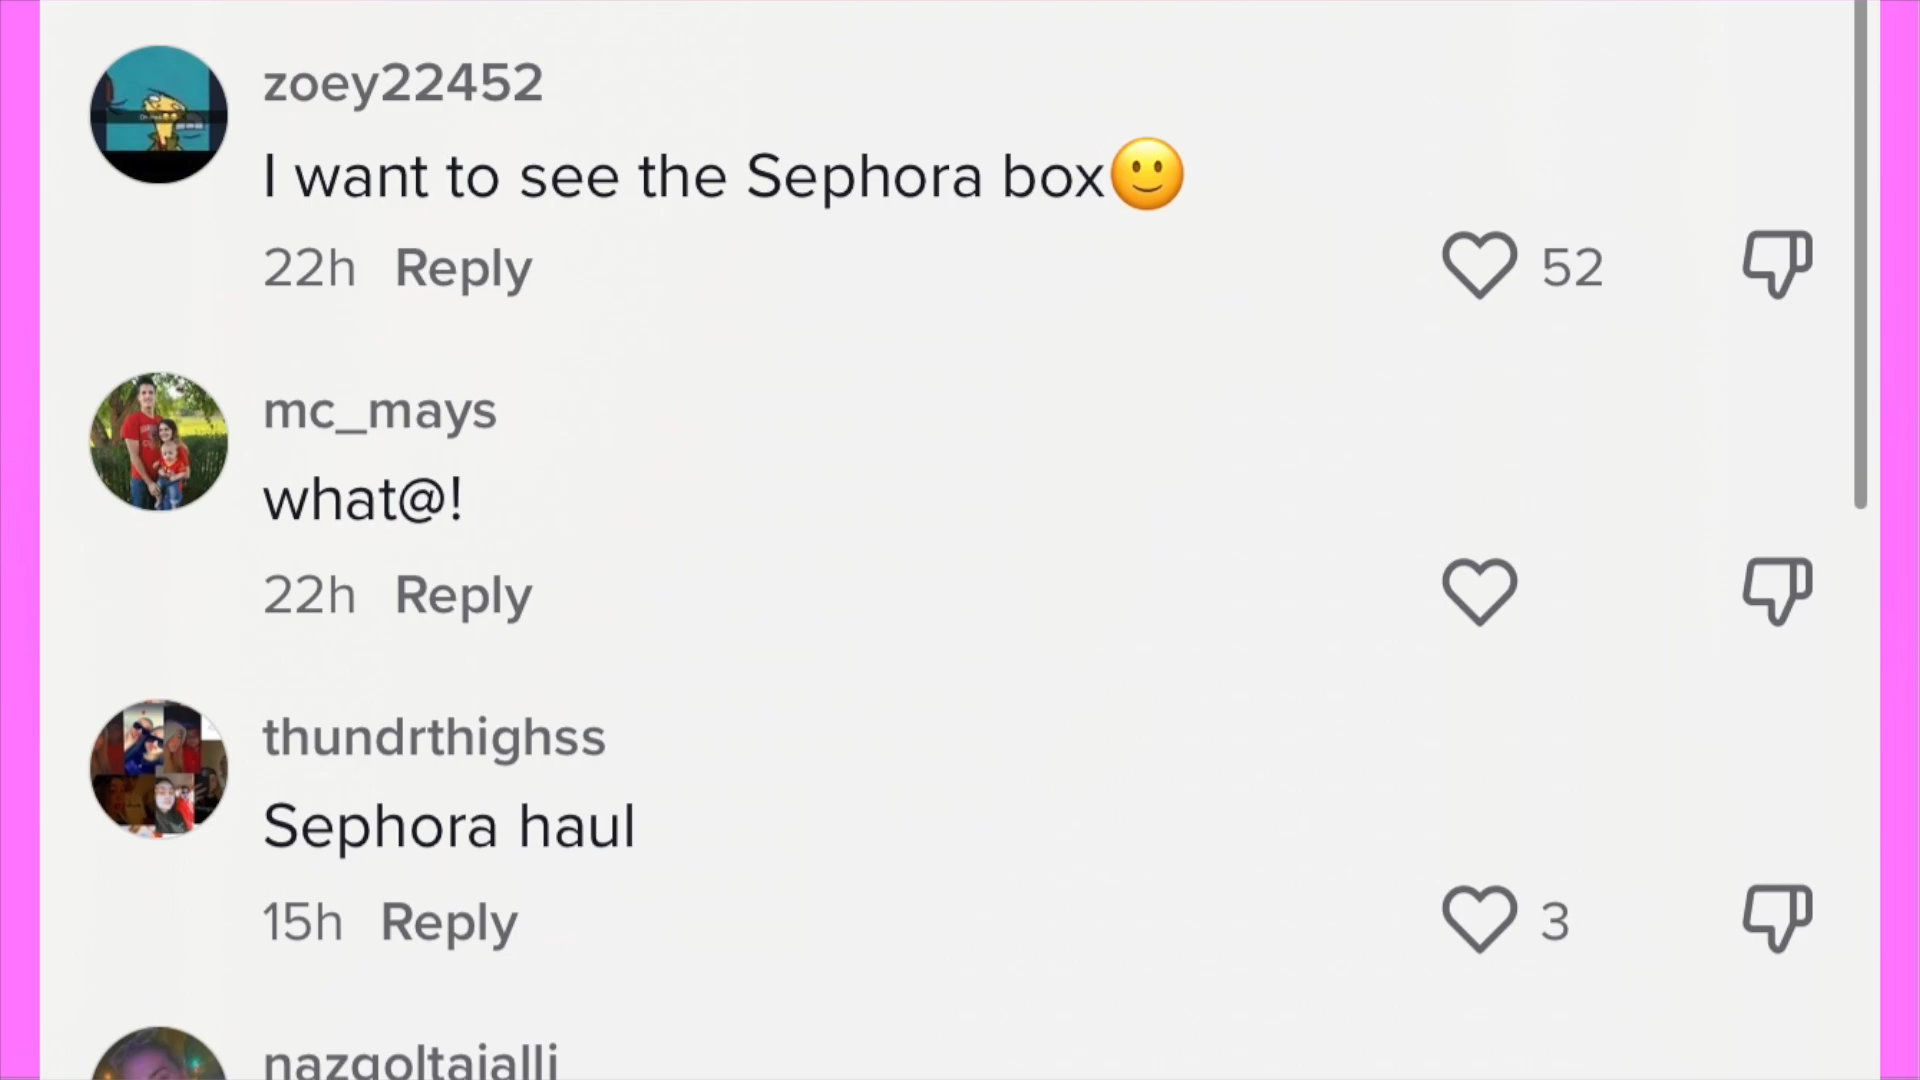 zoey22452
I want to see the Sephora box🙂
22h Reply
52
mc_mays
what@!
22h Reply
thundrthighss
Sephora haul
15h Reply
3
nazgoltajalli